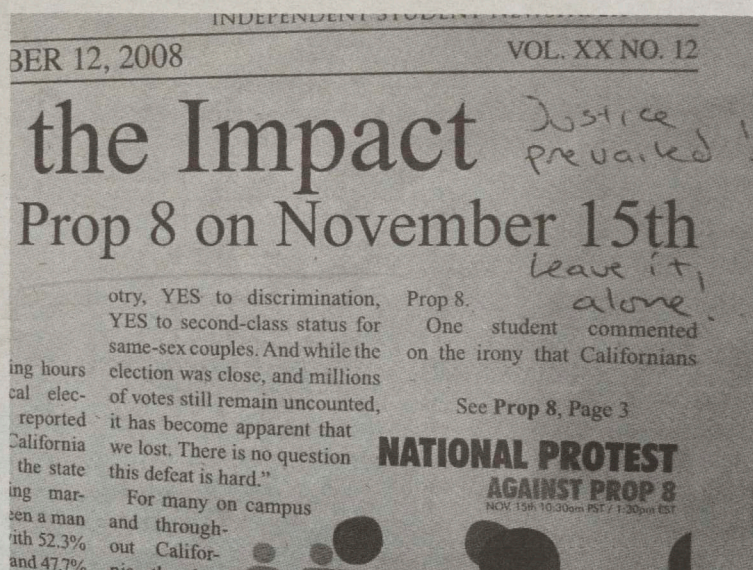 INDEPENDENT STUDENT NEWSPAPER
BER 12, 2008
VOL. XX NO. 12
the Impact
Justice
prevailed!
Prop 8 on November 15th
Leave it
alone.
ing hours
cal elec-
reported
California
the state
ing mar-
een a man
ith 52.3%
and 47.7%
otry, YES to discrimination,
YES to second-class status for
same-sex couples. And while the
election was close, and millions
of votes still remain uncounted,
it has become apparent that
we lost. There is no question
this defeat is hard.”
For many on campus
and through-
out Califor-
Prop 8.
One student commented
on the irony that Californians
See Prop 8, Page 3
NATIONAL PROTEST
AGAINST PROP 8
NOV. 15th 10:30am PST / 1:30pm EST